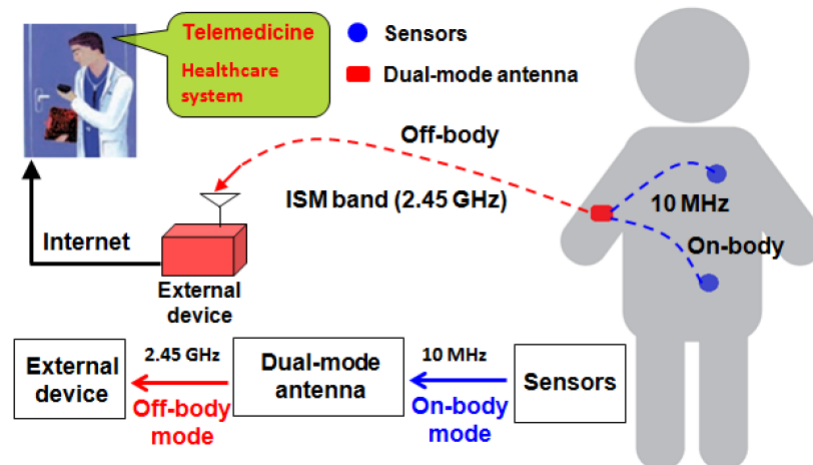 Telemedicine
Healthcare
system
Sensors
Dual-mode antenna
Off-body
ISM band (2.45 GHz)
10 MHz
On-body
Internet
External
device
External
device
2.45 GHz
Off-body
mode
Dual-mode
antenna
10 MHz
On-body
mode
Sensors